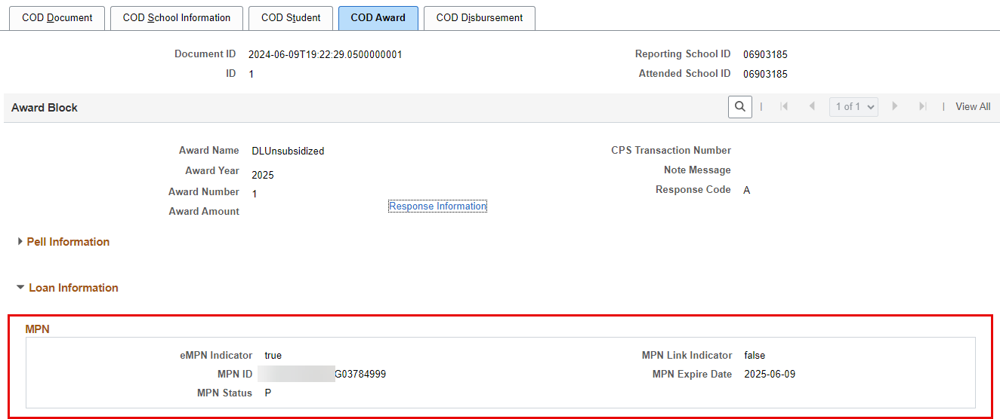 COD Document COD School Information COD Student COD Award COD Disbursement
Document ID 2024-06-09T19:22:29.0500000001 Reporting School ID 06903185
ID 1 Attended School ID 06903185
Award Block 1 of 1 View All
Award Name DLUnsubsidized CPS Transaction Number
Award Year 2025 Note Message
Award Number 1 Response Code A
Award Amount Response Information
Pell Information
Loan Information
MPN
eMPN Indicator true MPN Link Indicator false
MPN ID G03784999 MPN Expire Date 2025-06-09
MPN Status P